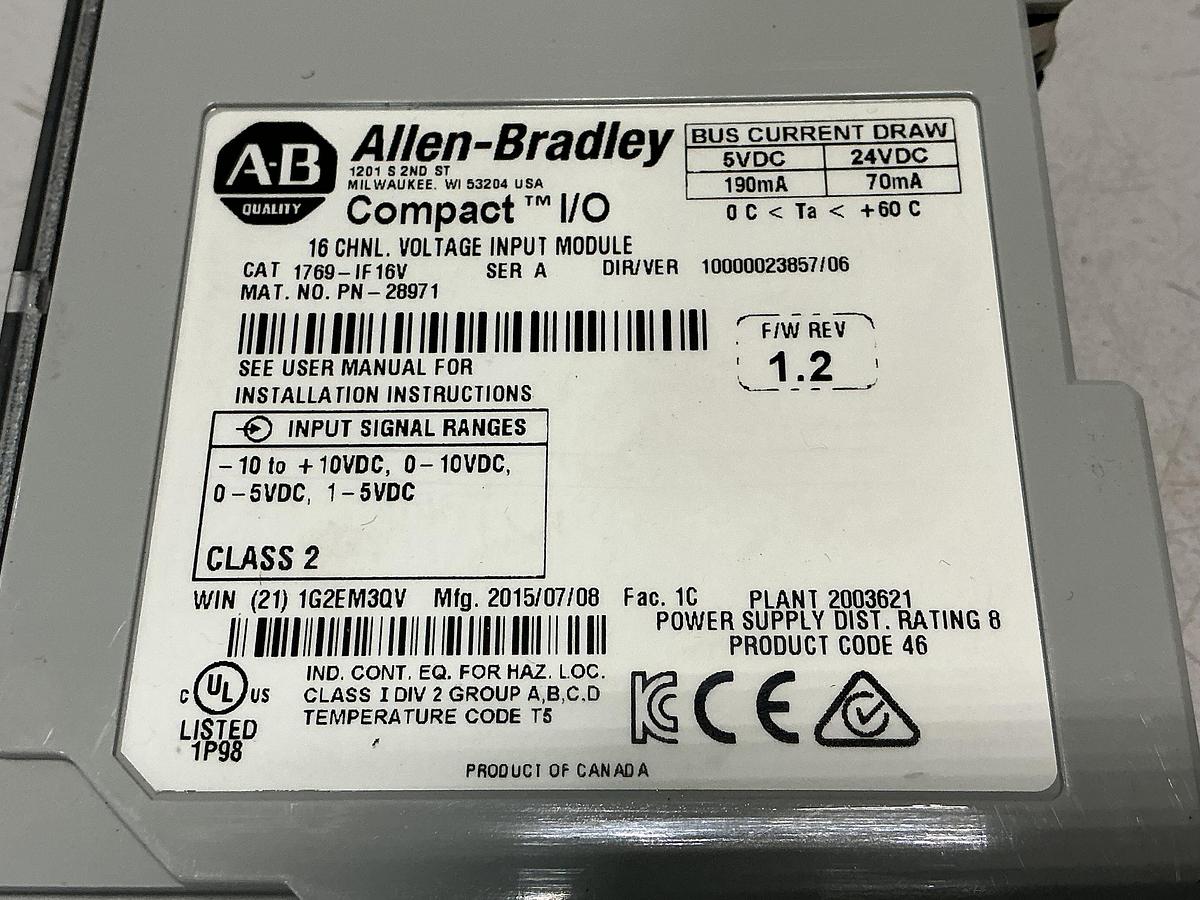 A-B
QUALITY
Allen-Bradley
1201 S 2ND ST
MILWAUKEE, WI 53204 USA
Compact ™ I/O
BUS CURRENT DRAW
5VDC 24VDC
190mA 70mA
0 C < Ta < +60 C
16 CHNL. VOLTAGE INPUT MODULE
CAT 1769-IF16V SER A DIR/VER 10000023857/06
MAT. NO. PN-28971
F/W REV
1.2
SEE USER MANUAL FOR
INSTALLATION INSTRUCTIONS
INPUT SIGNAL RANGES
-10 to +10VDC, 0-10VDC,
0-5VDC, 1-5VDC
CLASS 2
WIN (21) 1G2EM3QV Mfg. 2015/07/08 Fac. 1C PLANT 2003621
POWER SUPPLY DIST. RATING 8
PRODUCT CODE 46
C UL US
LISTED
1P98
IND. CONT. EQ. FOR HAZ. LOC.
CLASS I DIV 2 GROUP A,B,C,D
TEMPERATURE CODE T5
KC CE
PRODUCT OF CANADA